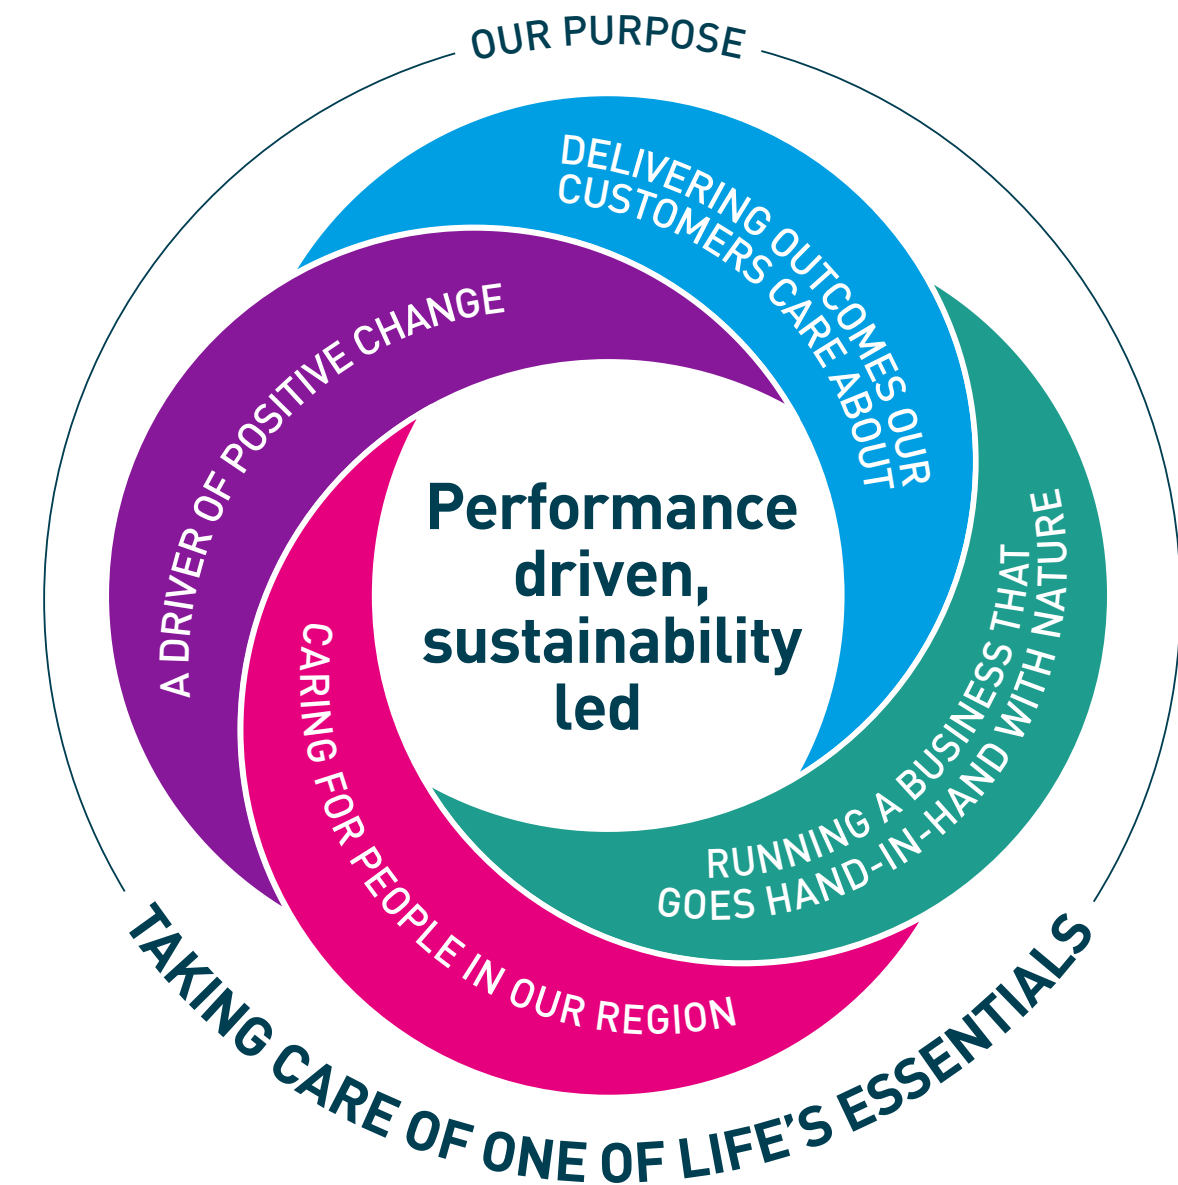 OUR PURPOSE
DELIVERING OUTCOMES OUR
CUSTOMERS CARE ABOUT
A DRIVER OF POSITIVE CHANGE
Performance
driven,
sustainability
led
RUNNING A BUSINESS THAT
GOES HAND-IN-HAND WITH NATURE
CARING FOR PEOPLE IN OUR REGION
TAKING CARE OF ONE OF LIFE’S ESSENTIALS